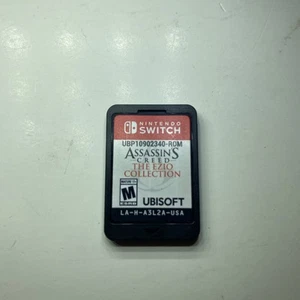 NINTENDO
SWITCH
UBP10902340-ROM
ASSASSIN'S
CREED
THE EZIO
COLLECTION
M
UBISOFT
LA-H-A3L2A-USA